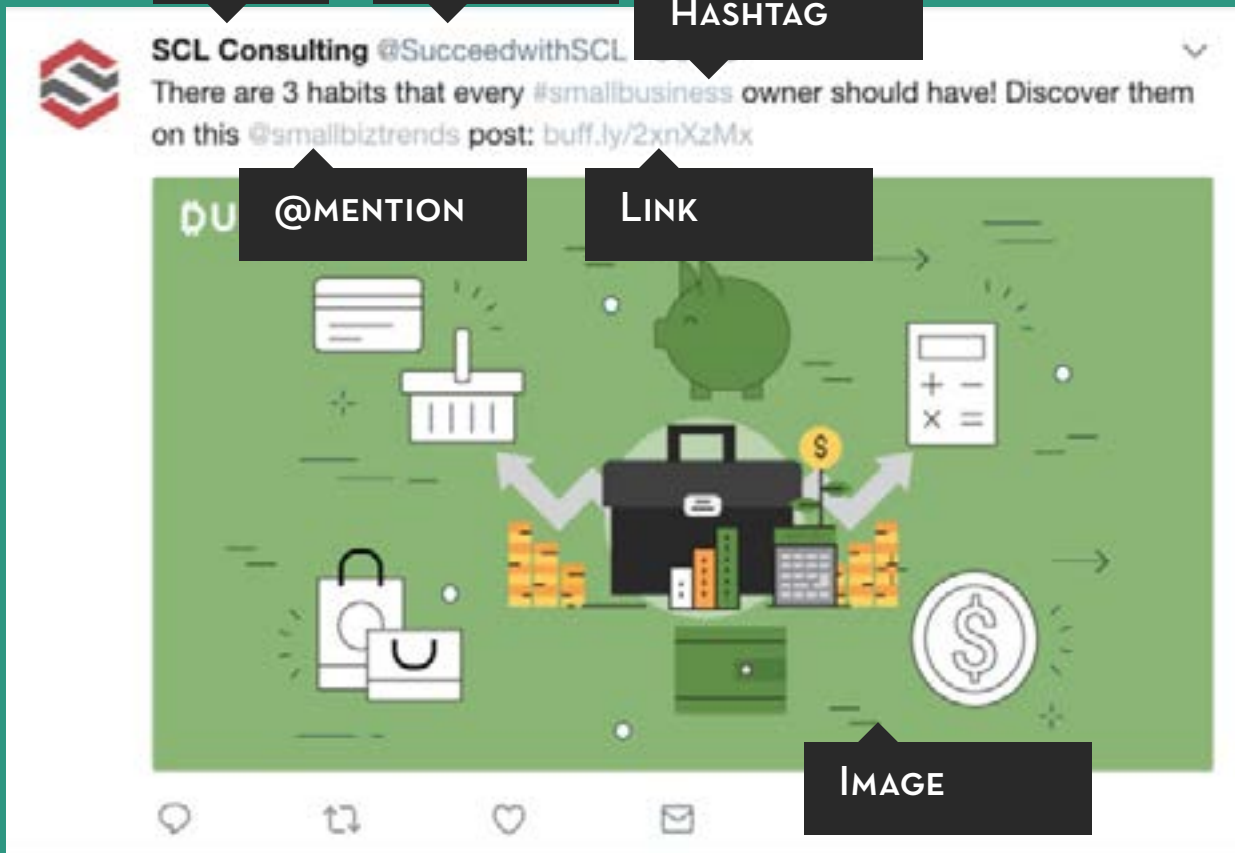 HASHTAG
SCL Consulting @SucceedwithSCL
There are 3 habits that every #smallbusiness owner should have! Discover them
on this @smallbiztrends post: buff.ly/2xnXzMx
@MENTION
LINK
IMAGE